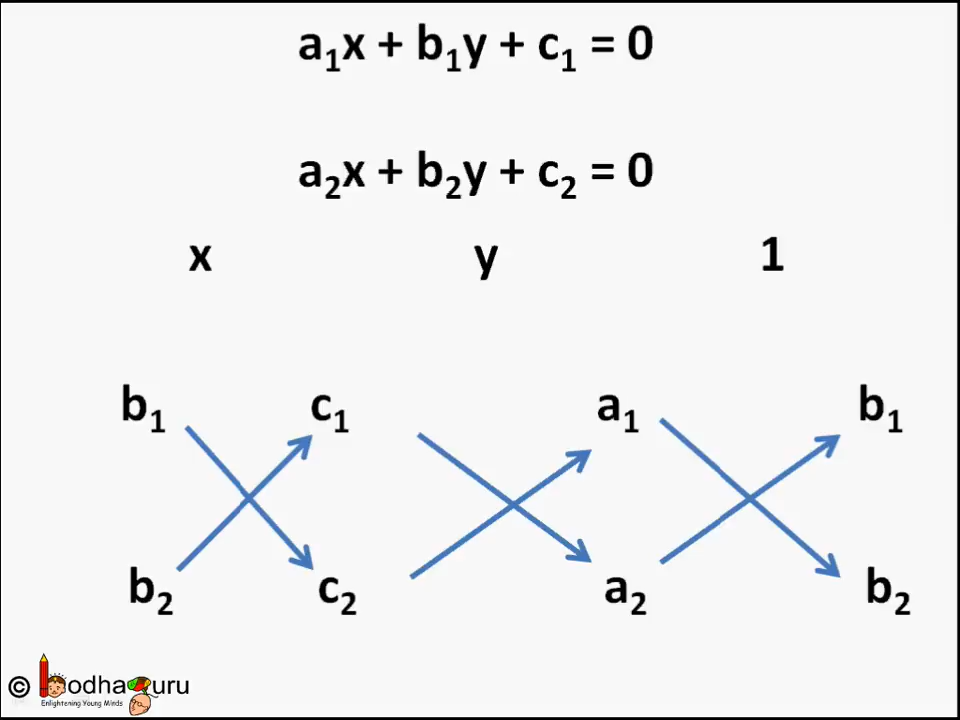 a₁x + b₁y + c₁ = 0
a₂x + b₂y + c₂ = 0
x y 1
b₁ c₁ a₁ b₁
b₂ c₂ a₂ b₂
© bodhaguru
Enlightening Young Minds